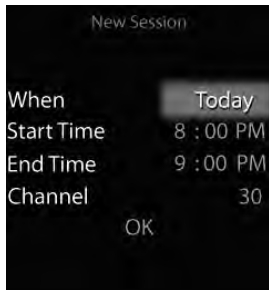 New Session
When Today
Start Time 8 : 00 PM
End Time 9 : 00 PM
Channel 30
OK